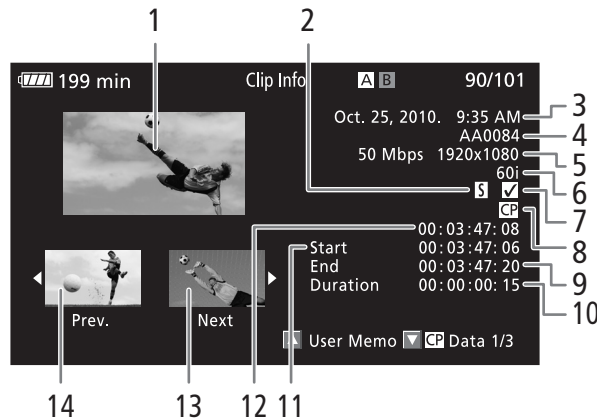 1 2
199 min Clip Info A B 90/101
Oct. 25, 2010. 9:35 AM 3
AA0084 4
50 Mbps 1920x1080 5
60i 6
S ✓ 7
CP 8
12 00:03:47:08
11 Start 00:03:47:06
End 00:03:47:20 9
Duration 00:00:00:15 10
Prev. Next
▲ User Memo ▼ CP Data 1/3
14 13 12 11